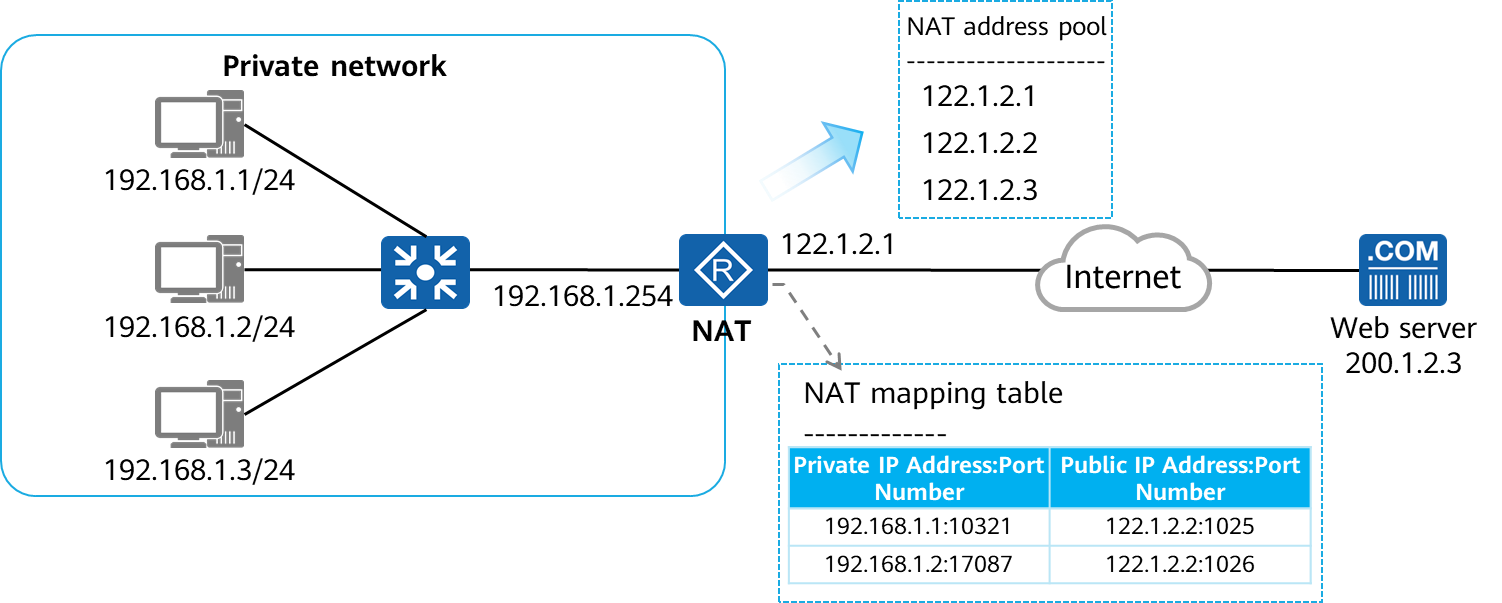 NAT address pool
--------------------
122.1.2.1
122.1.2.2
122.1.2.3
Private network
192.168.1.1/24
192.168.1.2/24
192.168.1.3/24
192.168.1.254
R
NAT
122.1.2.1
Internet
.COM
Web server
200.1.2.3
NAT mapping table
-------------
Private IP Address:Port
Number
Public IP Address:Port
Number
192.168.1.1:10321
122.1.2.2:1025
192.168.1.2:17087
122.1.2.2:1026